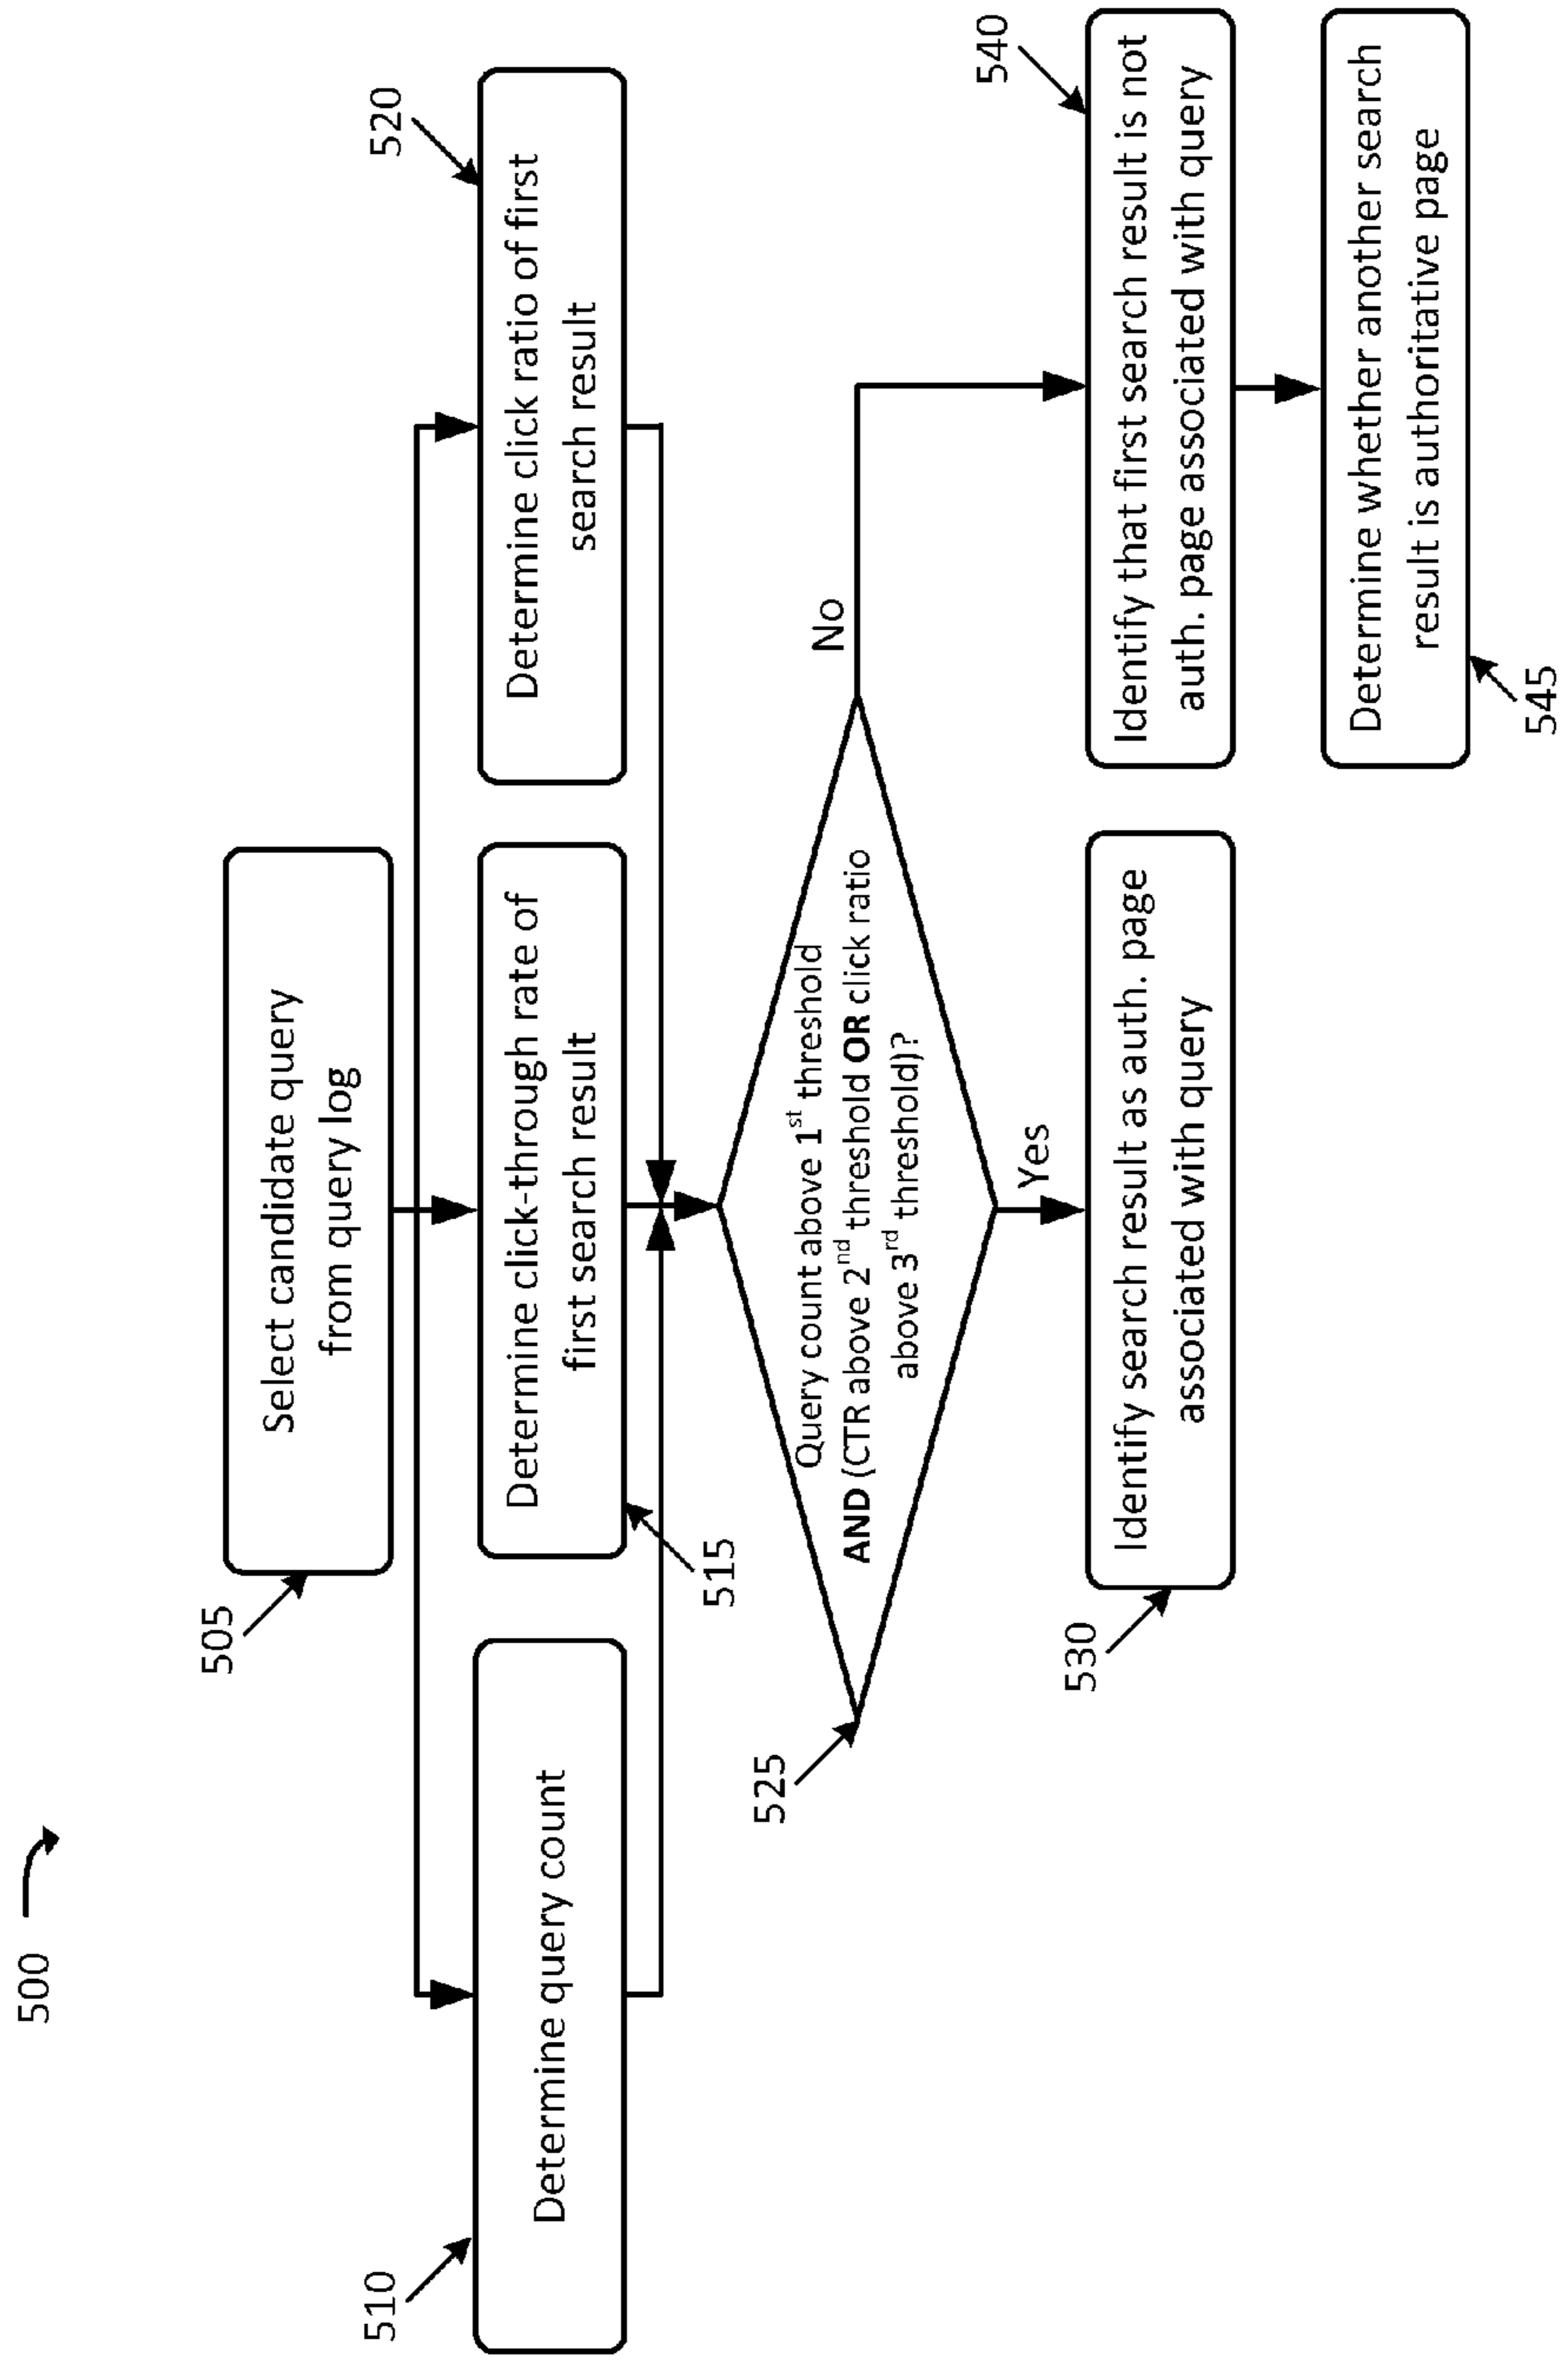 500
505
Select candidate query
from query log
510
Determine query count
515
Determine click-through rate of
first search result
520
Determine click ratio of first
search result
525
Query count above 1st threshold
AND (CTR above 2nd threshold OR click ratio
above 3rd threshold)?
Yes
No
530
Identify search result as auth. page
associated with query
540
Identify that first search result is not
auth. page associated with query
545
Determine whether another search
result is authoritative page